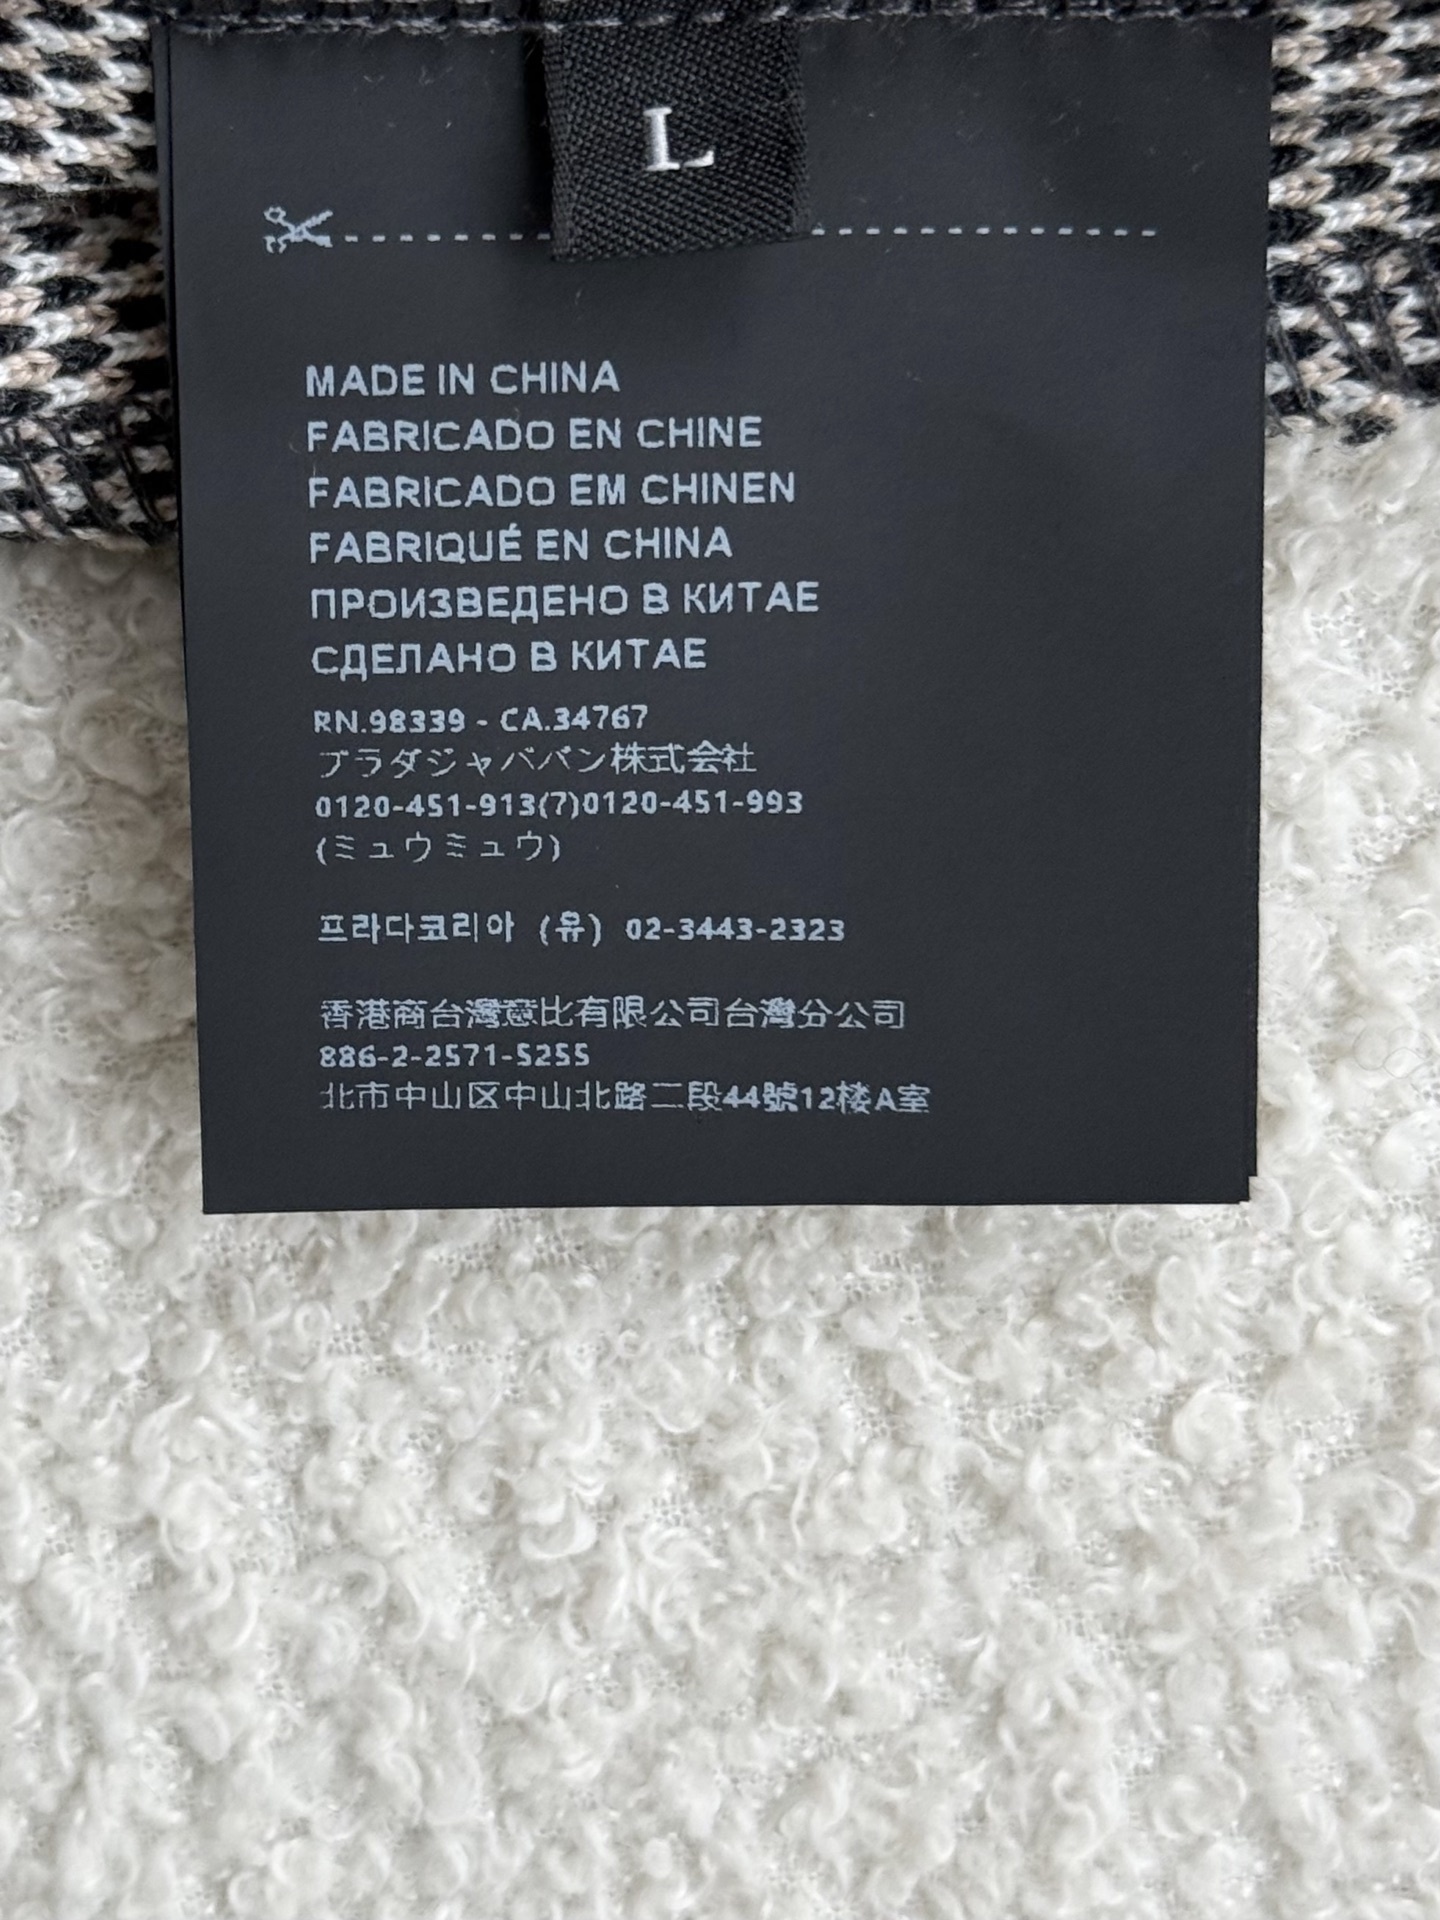 L
MADE IN CHINA
FABRICADO EN CHINE
FABRICADO EM CHINEN
FABRIQUÉ EN CHINA
ПРОИЗВЕДЕНО В КИТАЕ
СДЕЛАНО В КИТАЕ
RN.98339 - CA.34767
プラダジャババン株式会社
0120-451-913(7)0120-451-993
(ミュウミュウ)
프라다코리아 (유) 02-3443-2323
香港商台灣意比有限公司台灣分公司
886-2-2571-5255
北市中山区中山北路二段44號12楼A室